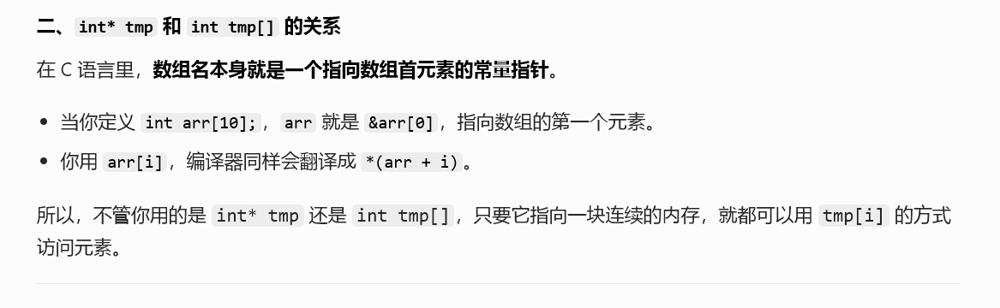 二、int* tmp 和 int tmp[] 的关系
在 C 语言里，数组名本身就是一个指向数组首元素的常量指针。
• 当你定义 int arr[10];，arr 就是 &arr[0]，指向数组的第一个元素。
• 你用 arr[i]，编译器同样会翻译成 *(arr + i)。
所以，不管你用的是 int* tmp 还是 int tmp[]，只要它指向一块连续的内存，就都可以用 tmp[i] 的方式
访问元素。